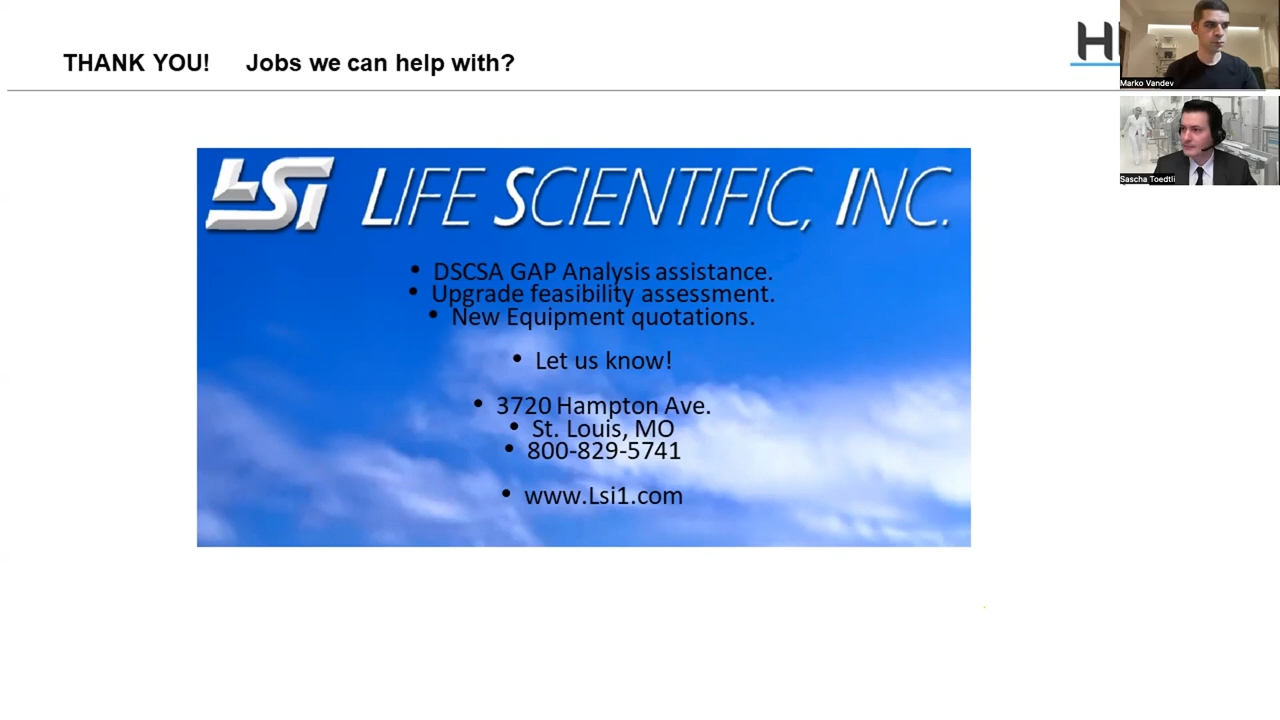 THANK YOU! Jobs we can help with?
H
Marko Vandev
Sascha Toedtli
LSI LIFE SCIENTIFIC, INC.
• DSCSA GAP Analysis assistance.
• Upgrade feasibility assessment.
• New Equipment quotations.
• Let us know!
• 3720 Hampton Ave.
• St. Louis, MO
• 800-829-5741
• www.Lsi1.com